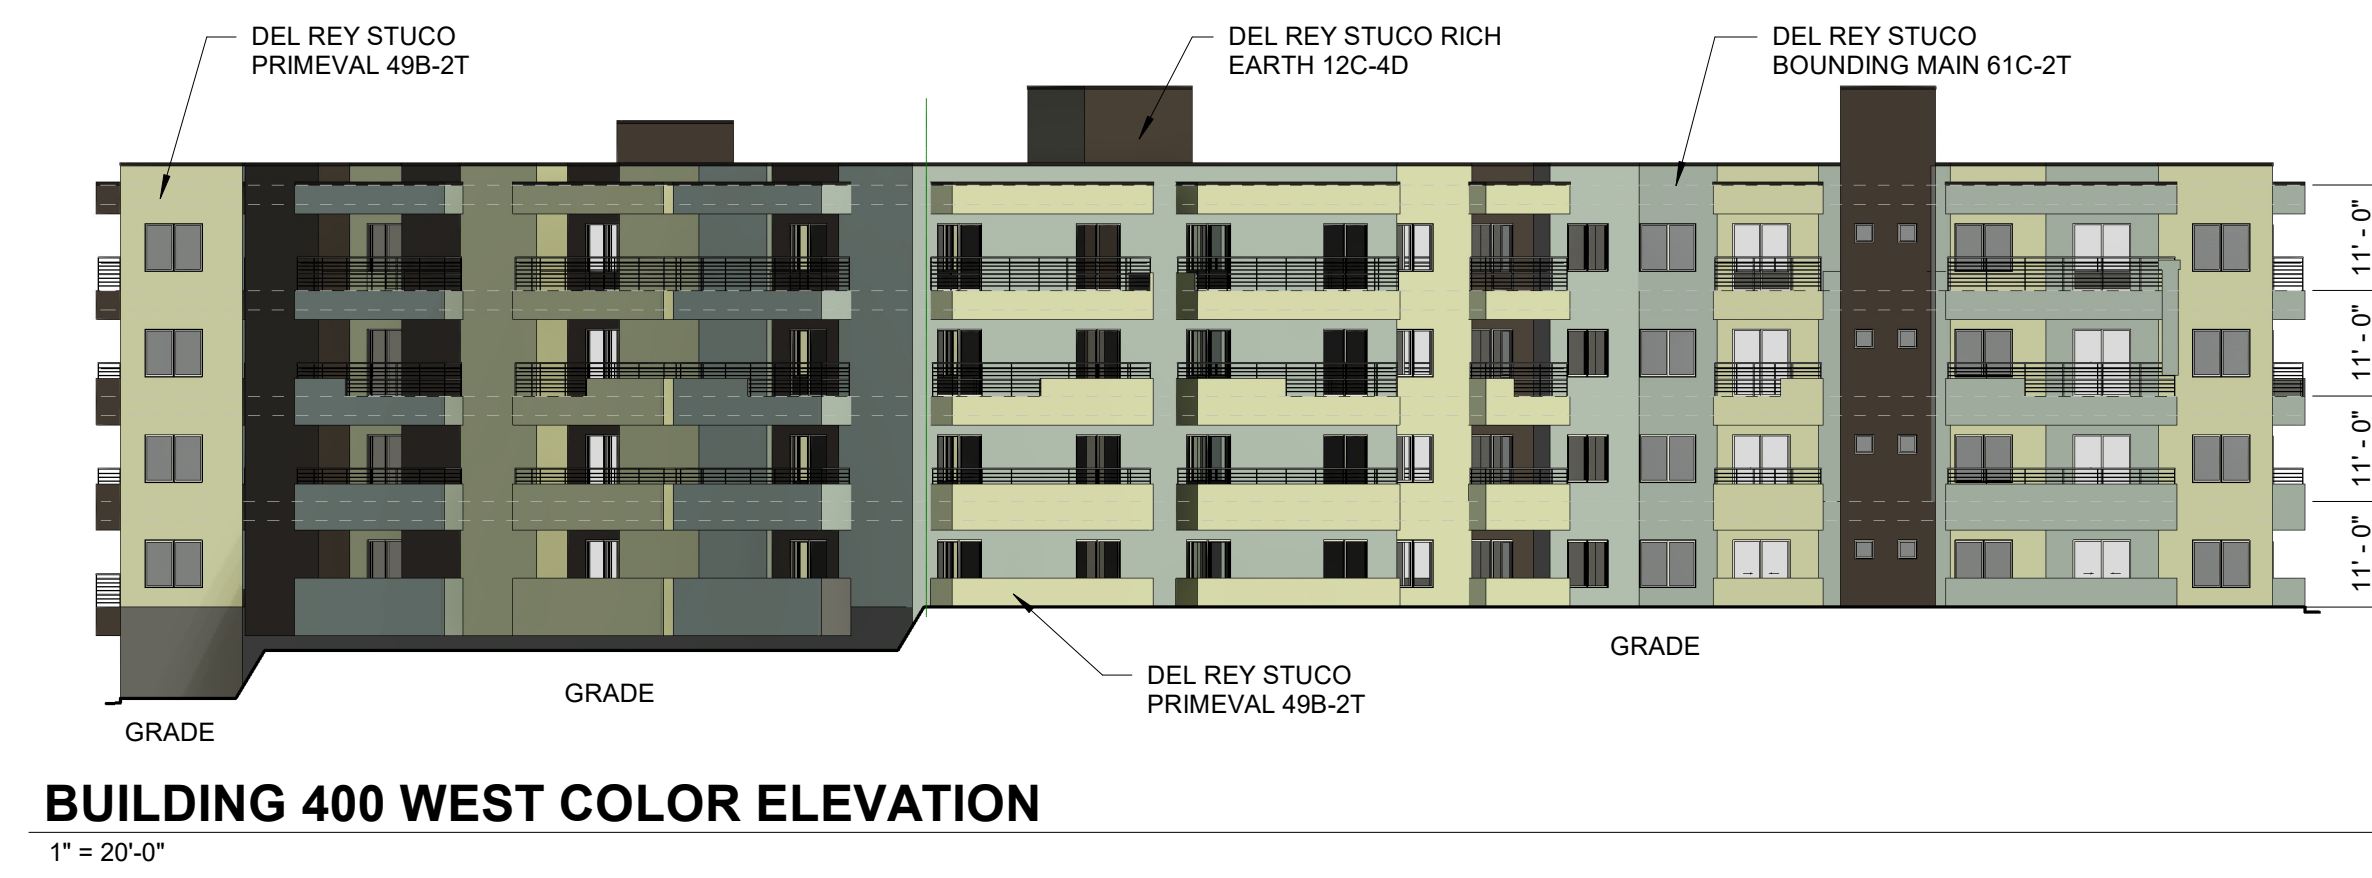 DEL REY STUCO
PRIMEVAL 49B-2T
DEL REY STUCO RICH
EARTH 12C-4D
DEL REY STUCO
BOUNDING MAIN 61C-2T
11' - 0"
11' - 0"
11' - 0"
11' - 0"
GRADE
DEL REY STUCO
PRIMEVAL 49B-2T
GRADE
GRADE
BUILDING 400 WEST COLOR ELEVATION
1" = 20'-0"